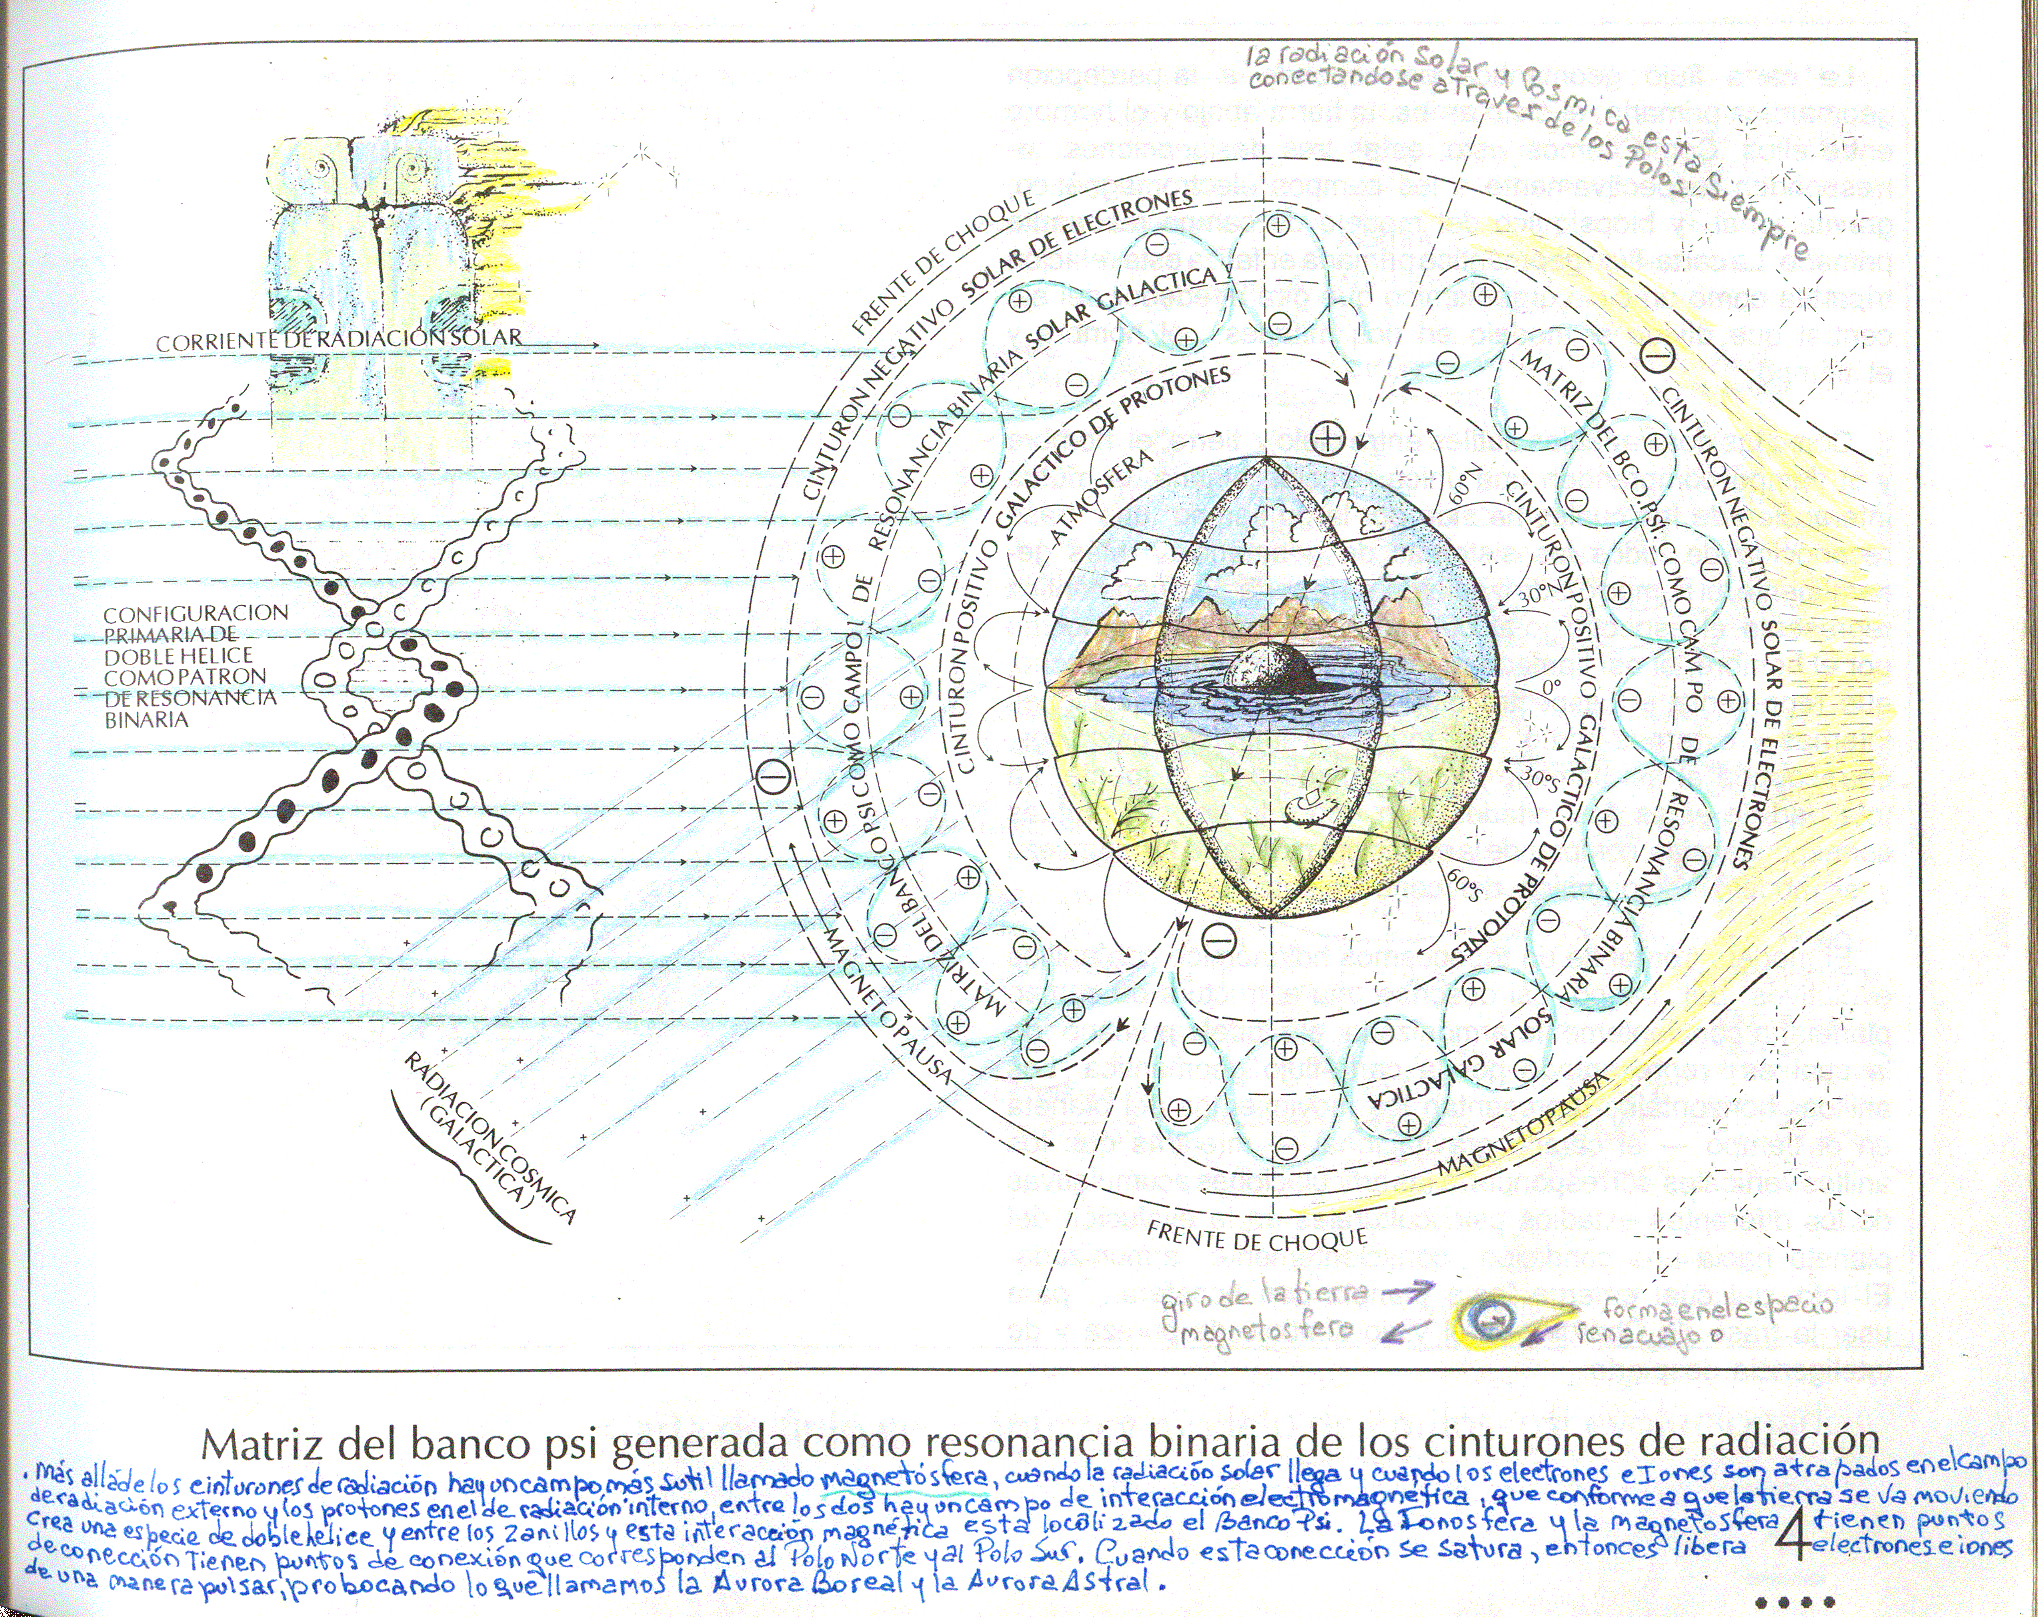 la radiación Solar y Cosmica esta Siempre
conectandose atraves de los Polos
FRENTE DE CHOQUE
CINTURON NEGATIVO SOLAR DE ELECTRONES
MATRIZ DEL BANCO PSI COMO CAMPO DE RESONANCIA BINARIA SOLAR GALACTICA
CINTURON POSITIVO GALACTICO DE PROTONES
ATMOSFERA
CORRIENTE DE RADIACIÓN SOLAR
MATRIZ DEL BCO. PSI. COMO CAMPO DE RESONANCIA BINARIA SOLAR GALACTICA
CINTURON NEGATIVO SOLAR DE ELECTRONES
CINTURON POSITIVO GALACTICO DE PROTONES
60°N
30°N
0°
30°S
60°S
CONFIGURACION
PRIMARIA DE
DOBLE HELICE
COMO PATRON
DE RESONANCIA
BINARIA
MAGNETOPAUSA
MAGNETOPAUSA
RADIACION COSMICA
(GALACTICA)
FRENTE DE CHOQUE
giro de la tierra
magnetosfera
forma en el espacio
renacuajo
Matriz del banco psi generada como resonancia binaria de los cinturones de radiación
. más allá de los cinturones de radiación hay un campo más sutil llamado magnetósfera, cuando la radiación solar llega y cuando los electrones e Iones son atrapados en el campo
de radiación externo y los protones en el de radiación interno, entre los dos hay un campo de interacción electromagnética, que conforme a que la tierra se va moviendo
crea una especie de doble helice y entre los 2 anillos y esta interacción magnética esta localizado el Banco Psi. La Ionosfera y la magnetosfera tienen puntos
de conección Tienen puntos de conexión que corresponden al Polo Norte y al Polo Sur. Cuando esta conección se satura, entonces libera electrones e iones
de una manera pulsar, probocando lo que llamamos la Aurora Boreal y la Aurora Astral.
4